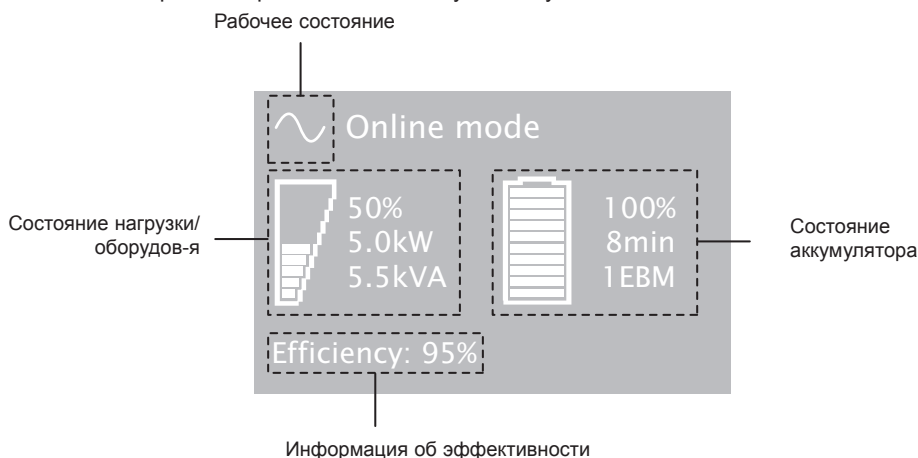 Рабочее состояние
Online mode
50%
5.0kW
5.5kVA
100%
8min
1EBM
Состояние нагрузки/
оборудов-я
Состояние
аккумулятора
Efficiency: 95%
Информация об эффективности